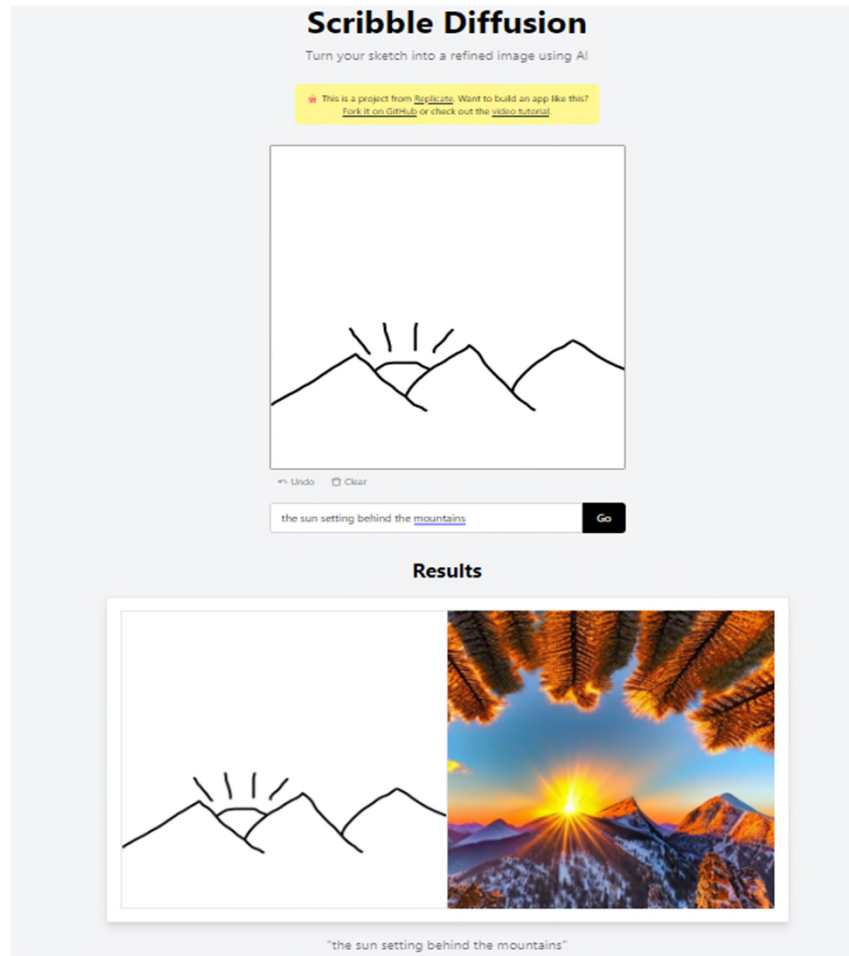 Scribble Diffusion
Turn your sketch into a refined image using AI
This is a project from Replicate. Want to build an app like this?
Fork it on GitHub or check out the video tutorial.
Undo Clear
the sun setting behind the mountains Go
Results
"the sun setting behind the mountains"